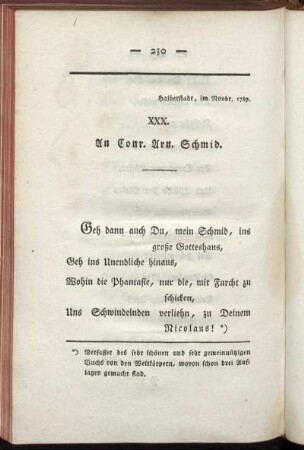 — 230 —
Halberstadt, im Novbr. 1789.
XXX.
An Conr. Arn. Schmid.
Geh dann auch Du, mein Schmid, ins
große Gotteshaus,
Geh ins Unendliche hinaus,
Wohin die Phantasie, nur die, mit Furcht zu
schicken,
Uns Schwindelnden verliehn, zu Deinem
Nicolaus! *)
*) Verfasser des sehr schönen und sehr gemeinnützigen
Buchs von den Weltkörpern, wovon schon drei Auf-
lagen gemacht sind.